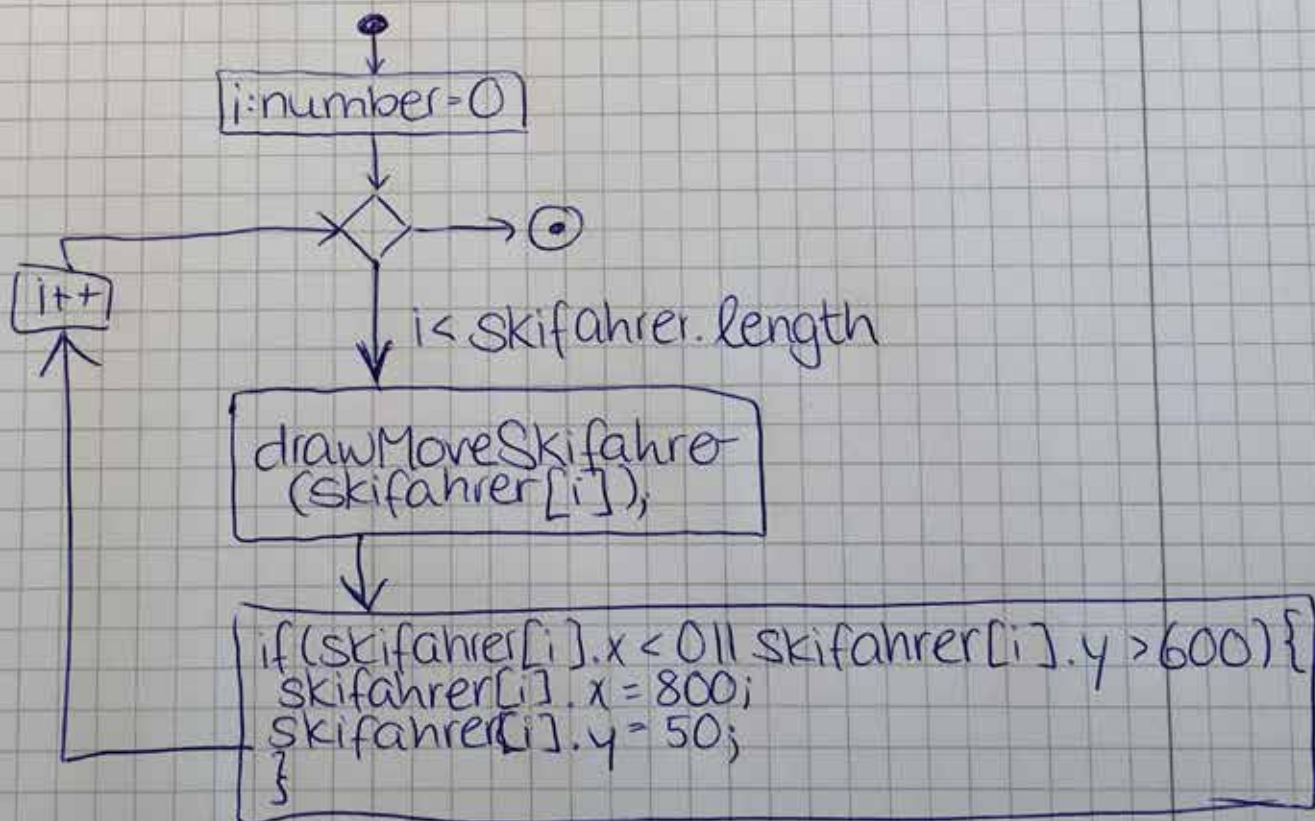 i:number=0
i++
i< skifahrer.length
drawMoveSkifahrer
(skifahrer[i]);
if(skifahrer[i].x < 0 || skifahrer[i].y >600){
skifahrer[i].x = 800;
skifahrer[i].y = 50;
}